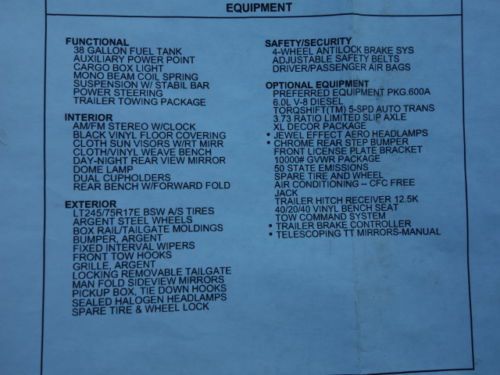 EQUIPMENT
FUNCTIONAL
38 GALLON FUEL TANK
AUXILIARY POWER POINT
CARGO BOX LIGHT
MONO BEAM COIL SPRING
SUSPENSION W/ STABIL BAR
POWER STEERING
TRAILER TOWING PACKAGE
INTERIOR
AM/FM STEREO W/CLOCK
BLACK VINYL FLOOR COVERING
CLOTH SUN VISORS W/RT MIRR
CLOTH/VINYL WEAVE BENCH
DAY-NIGHT REAR VIEW MIRROR
DOME LAMP
DUAL CUPHOLDERS
REAR BENCH W/FORWARD FOLD
EXTERIOR
LT245/75R17E BSW A/S TIRES
ARGENT STEEL WHEELS
BOX RAIL/TAILGATE MOLDINGS
BUMPER, ARGENT
FIXED INTERVAL WIPERS
FRONT TOW HOOKS
GRILLE, ARGENT
LOCKING REMOVABLE TAILGATE
MAN FOLD SIDEVIEW MIRRORS
PICKUP BOX, TIE DOWN HOOKS
SEALED HALOGEN HEADLAMPS
SPARE TIRE & WHEEL LOCK
SAFETY/SECURITY
4-WHEEL ANTILOCK BRAKE SYS
ADJUSTABLE SAFETY BELTS
DRIVER/PASSENGER AIR BAGS
OPTIONAL EQUIPMENT
PREFERRED EQUIPMENT PKG.600A
6.0L V-8 DIESEL
TORQSHIFT(TM) 5-SPD AUTO TRANS
3.73 RATIO LIMITED SLIP AXLE
XL DECOR PACKAGE
• JEWEL EFFECT AERO HEADLAMPS
• CHROME REAR STEP BUMPER
FRONT LICENSE PLATE BRACKET
10000# GVWR PACKAGE
50 STATE EMISSIONS
SPARE TIRE AND WHEEL
AIR CONDITIONING -- CFC FREE
JACK
TRAILER HITCH RECEIVER 12.5K
40/20/40 VINYL BENCH SEAT
TOW COMMAND SYSTEM
• TRAILER BRAKE CONTROLLER
• TELESCOPING TT MIRRORS-MANUAL